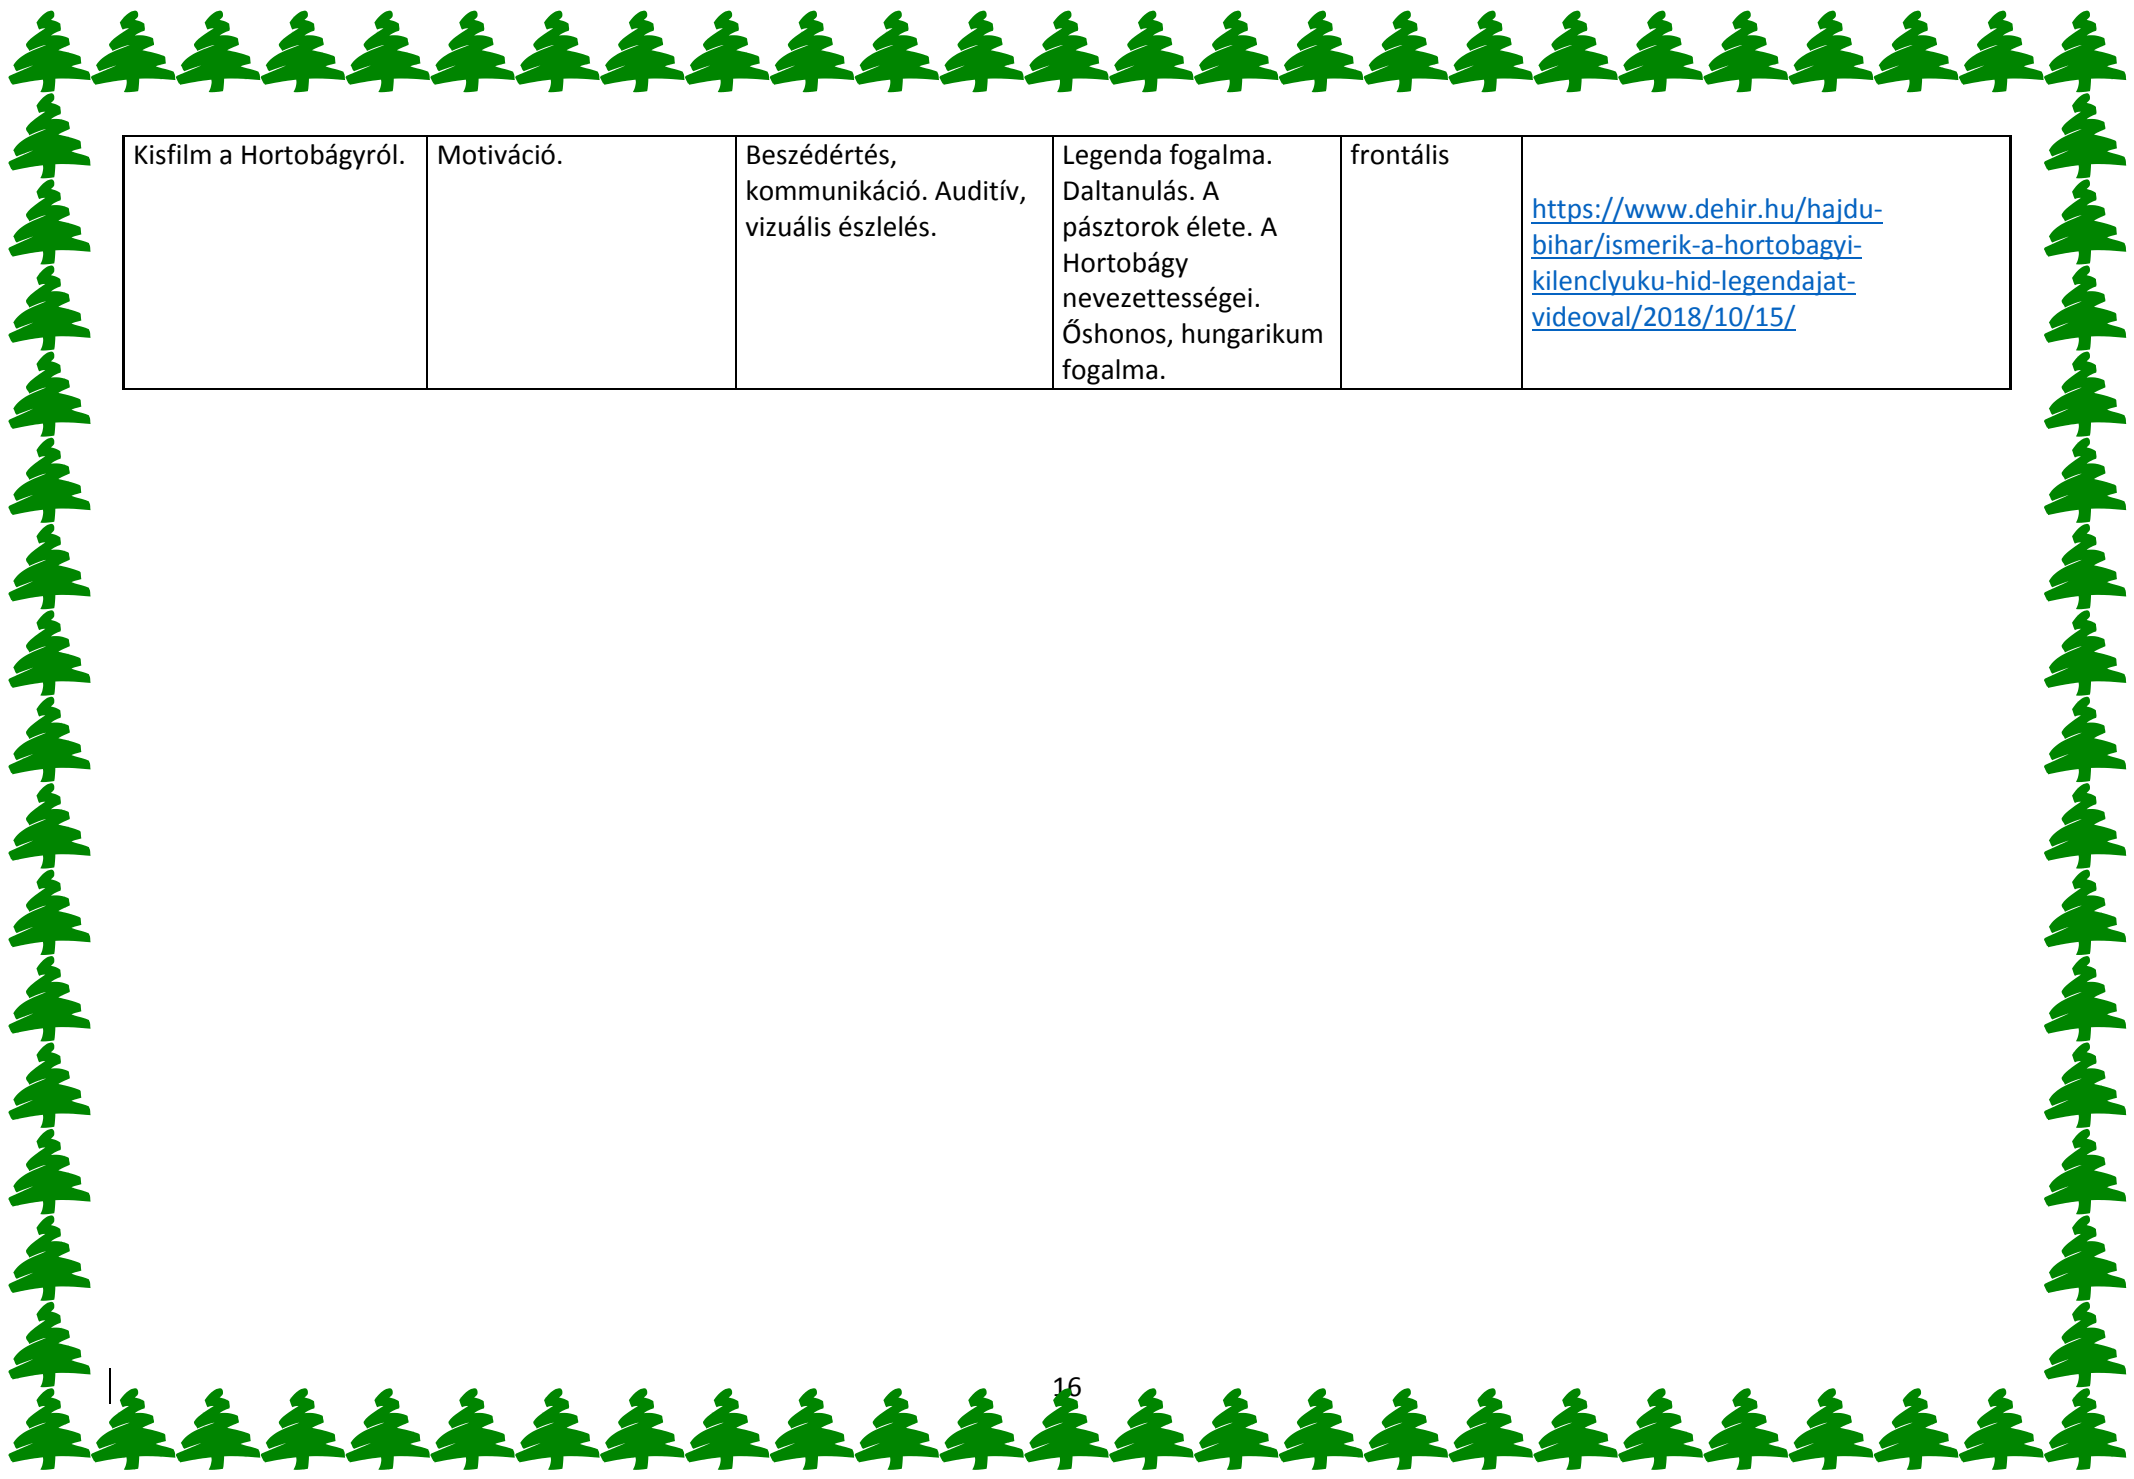 Kisfilm a Hortobágyról.
Motiváció.
Beszédértés,
kommunikáció. Auditív,
vizuális észlelés.
Legenda fogalma.
Daltanulás. A
pásztorok élete. A
Hortobágy
nevezettességei.
Őshonos, hungarikum
fogalma.
frontális
https://www.dehir.hu/hajdu-
bihar/ismerik-a-hortobagyi-
kilenclyuku-hid-legendajat-
videoval/2018/10/15/
16